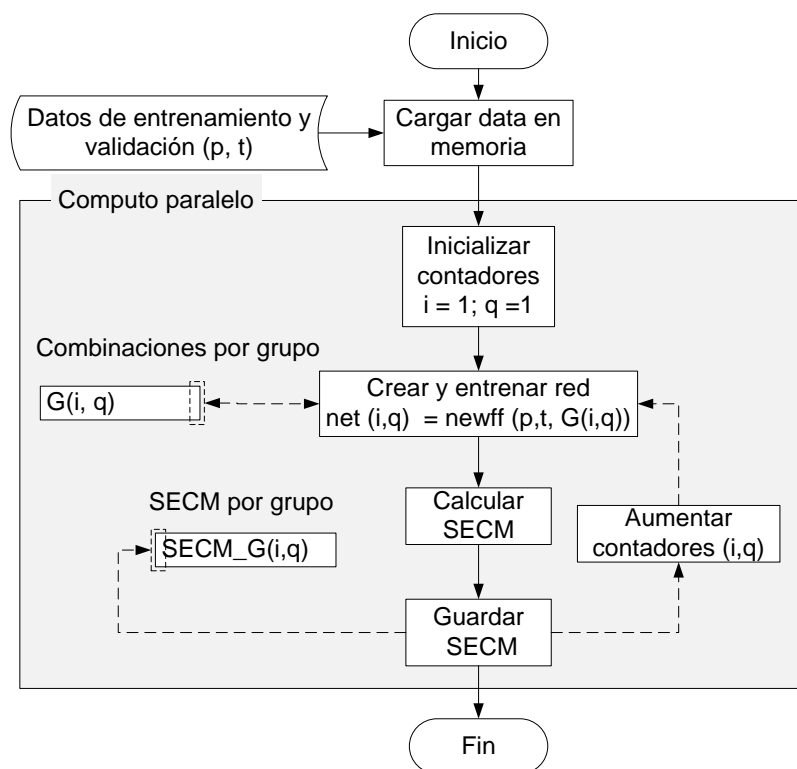 Inicio
Datos de entrenamiento y
validación (p, t)
Cargar data en
memoria
Computo paralelo
Inicializar
contadores
i = 1; q =1
Combinaciones por grupo
G(i, q)
Crear y entrenar red
net (i,q) = newff (p,t, G(i,q))
SECM por grupo
SECM_G(i,q)
Calcular
SECM
Aumentar
contadores (i,q)
Guardar
SECM
Fin